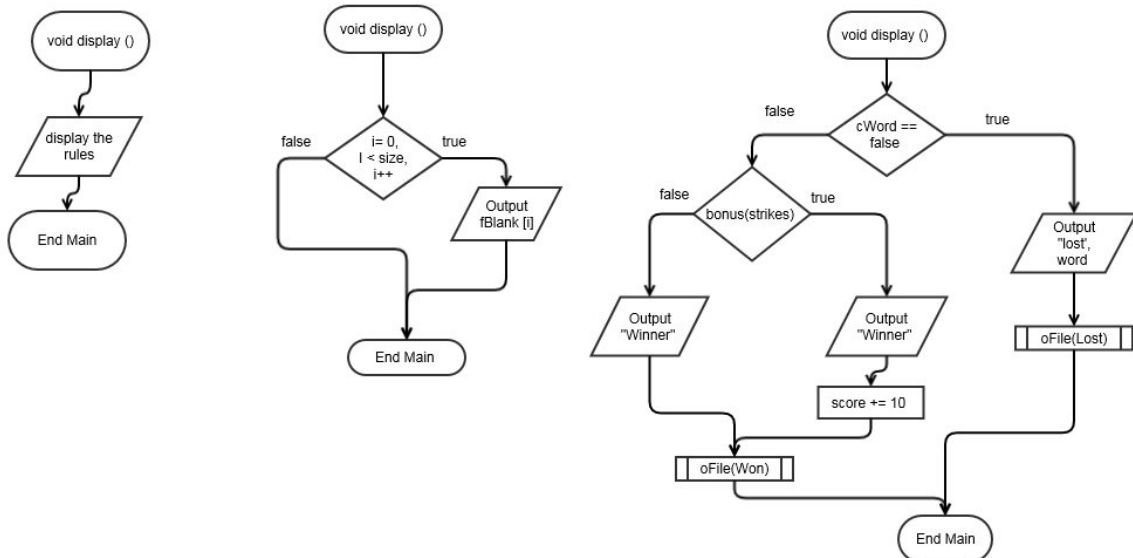 void display ()
display the
rules
End Main
void display ()
false
i= 0,
I < size,
i++
true
Output
fBlank [i]
End Main
void display ()
false
cWord ==
false
true
false
bonus(strikes)
true
Output
"Winner"
Output
"Winner"
Output
"lost',
word
score += 10
oFile(Lost)
oFile(Won)
End Main